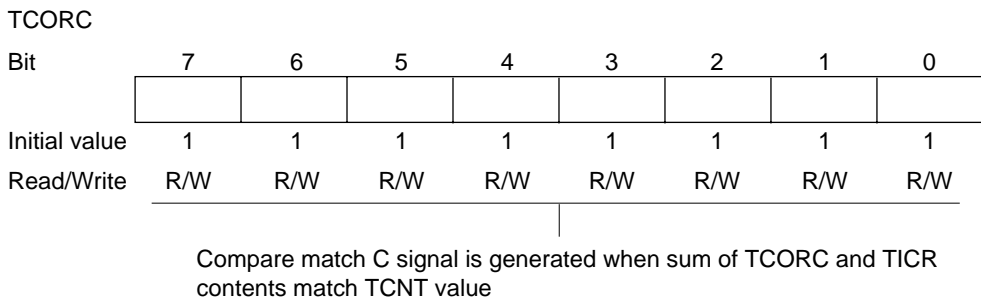 TCORC
Bit 7 6 5 4 3 2 1 0
Initial value 1 1 1 1 1 1 1 1
Read/Write R/W R/W R/W R/W R/W R/W R/W R/W
Compare match C signal is generated when sum of TCORC and TICR
contents match TCNT value